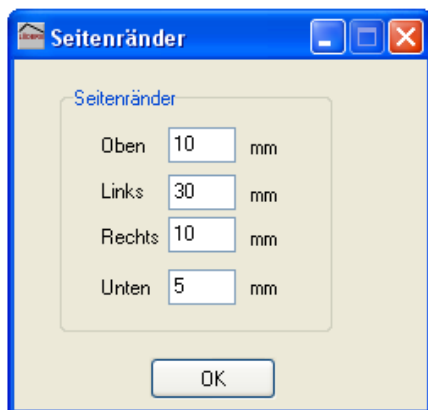 Seitenränder
Seitenränder
Oben 10 mm
Links 30 mm
Rechts 10 mm
Unten 5 mm
OK